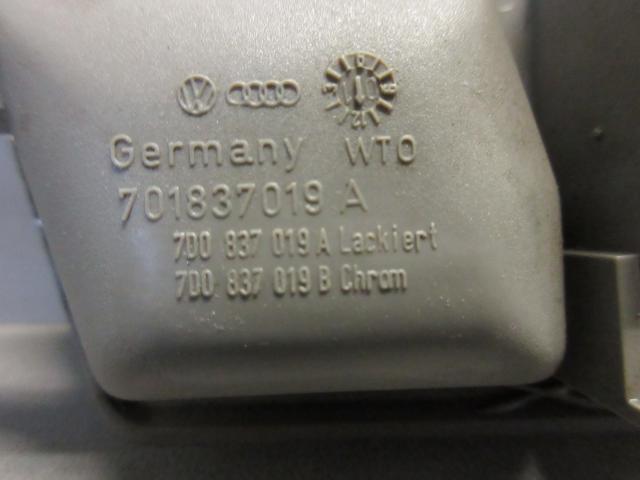 Germany WTO
701837019 A
7D0 837 019 A Lackiert
7D0 837 019 B Chrom